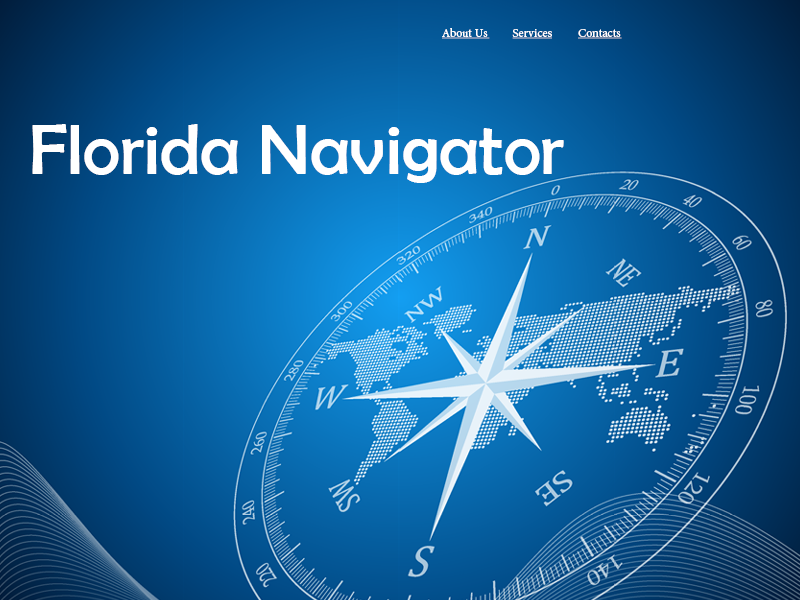 About Us Services Contacts
Florida Navigator
0 20
340 40
320 N 60
300 NW NE 80
280 W E 100
260
SW SE 120
240
S 140
220